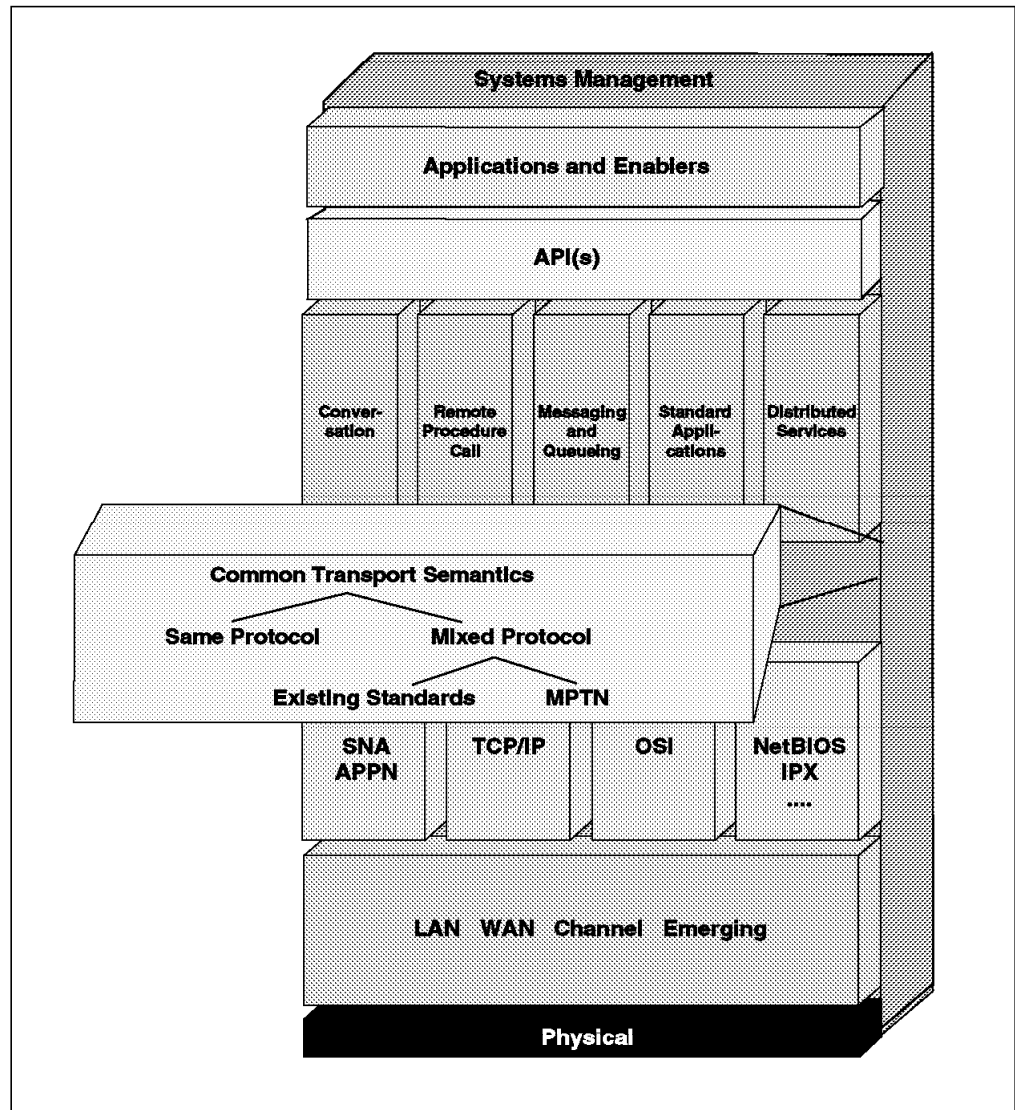 Systems Management
Applications and Enablers
API(s)
Conver-
sation
Remote
Procedure
Call
Messaging
and
Queueing
Standard
Appli-
cations
Distributed
Services
Common Transport Semantics
Same Protocol
Mixed Protocol
Existing Standards
MPTN
SNA
APPN
TCP/IP
OSI
NetBIOS
IPX
....
LAN WAN Channel Emerging
Physical